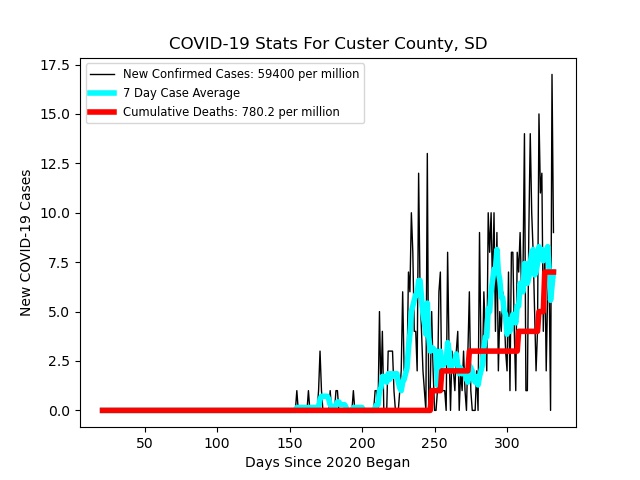 COVID-19 Stats For Custer County, SD
New Confirmed Cases: 59400 per million
7 Day Case Average
Cumulative Deaths: 780.2 per million
New COVID-19 Cases
17.5
15.0
12.5
10.0
7.5
5.0
2.5
0.0
50 100 150 200 250 300
Days Since 2020 Began